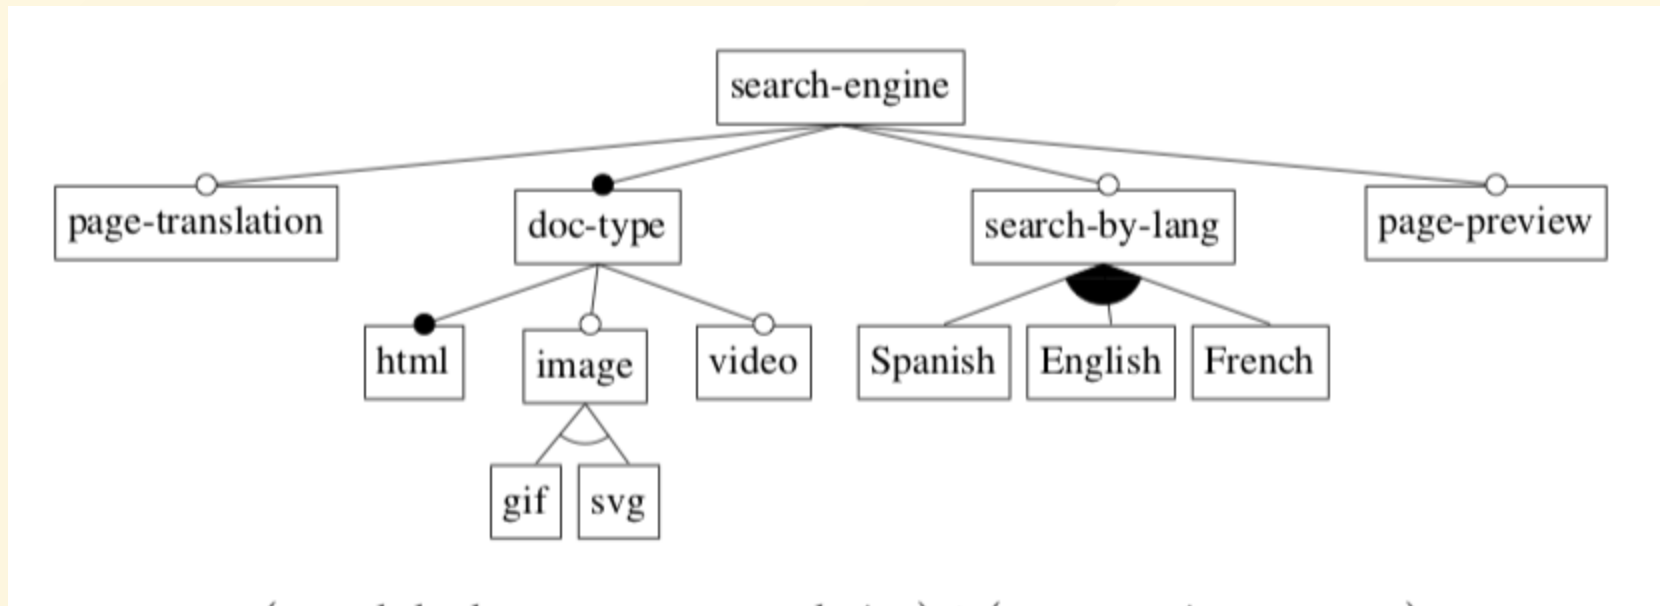 search-engine
page-translation doc-type search-by-lang page-preview
html image video Spanish English French
gif svg